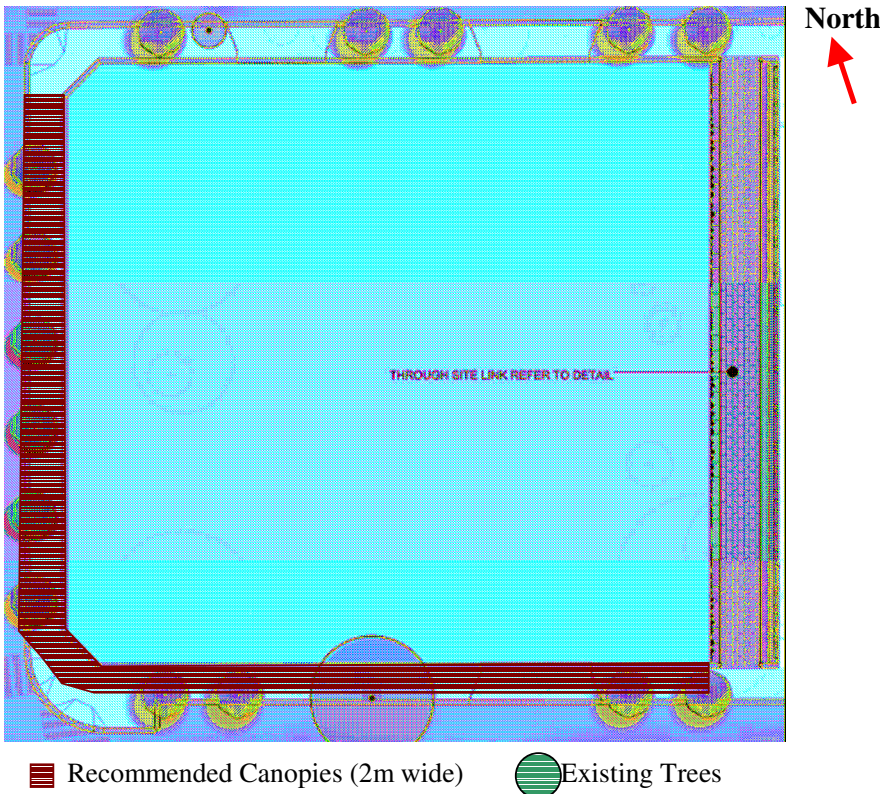 North
THROUGH SITE LINK REFER TO DETAIL
Recommended Canopies (2m wide)
Existing Trees